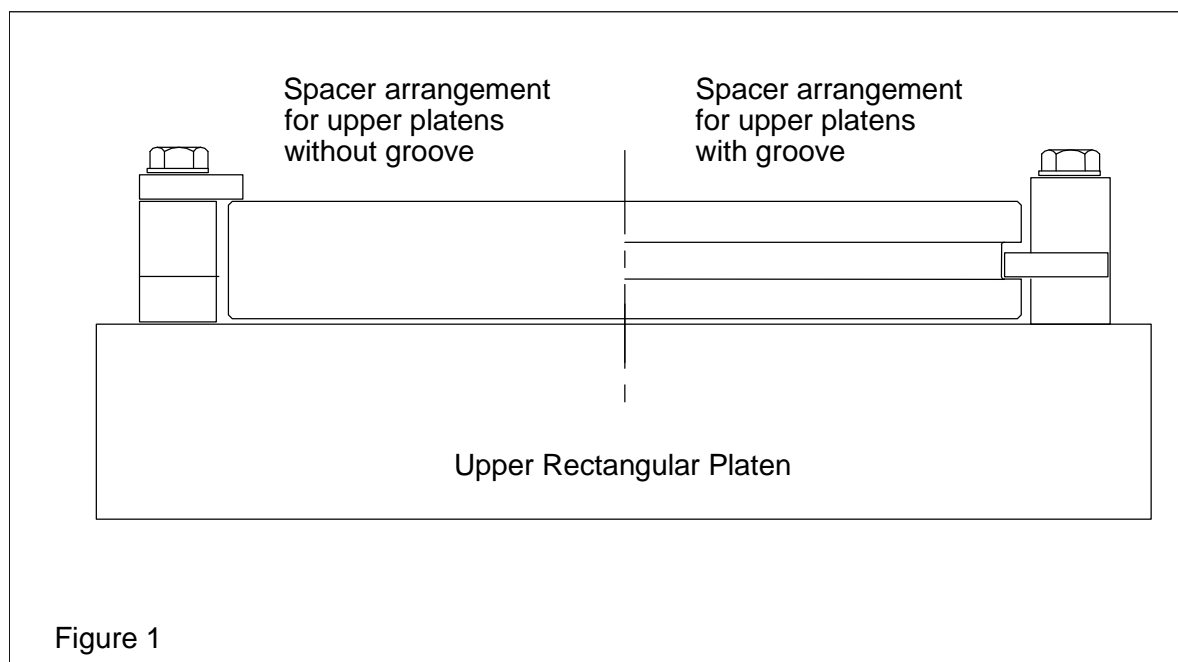 Spacer arrangement
for upper platens
without groove
Spacer arrangement
for upper platens
with groove
Upper Rectangular Platen
Figure 1